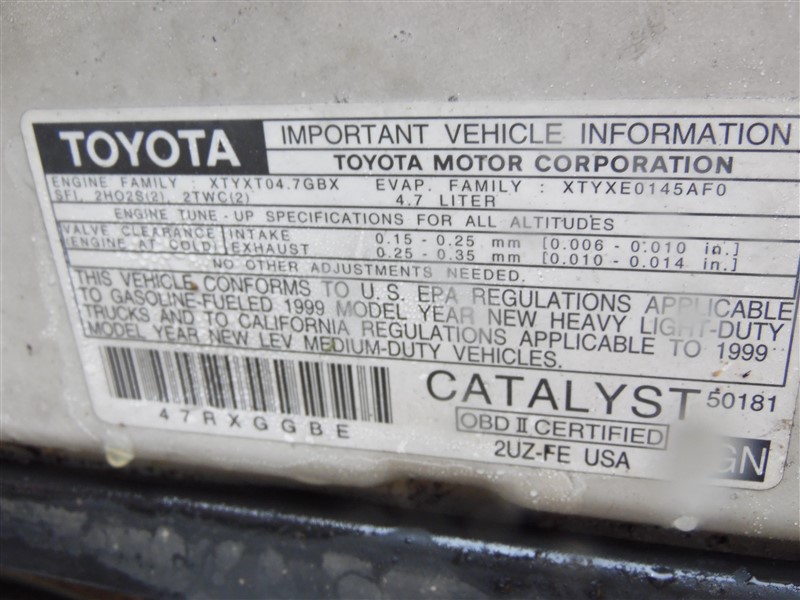 TOYOTA IMPORTANT VEHICLE INFORMATION
TOYOTA MOTOR CORPORATION
ENGINE FAMILY : XTYXT04.7GBX EVAP. FAMILY : XTYXE0145AF0
SFI, 2HO2S(2), 2TWC(2) 4.7 LITER
ENGINE TUNE - UP SPECIFICATIONS FOR ALL ALTITUDES
VALVE CLEARANCE INTAKE 0.15 - 0.25 mm [0.006 - 0.010 in.]
(ENGINE AT COLD) EXHAUST 0.25 - 0.35 mm [0.010 - 0.014 in.]
NO OTHER ADJUSTMENTS NEEDED.
THIS VEHICLE CONFORMS TO U.S. EPA REGULATIONS APPLICABLE
TO GASOLINE-FUELED 1999 MODEL YEAR NEW HEAVY LIGHT-DUTY
TRUCKS AND TO CALIFORNIA REGULATIONS APPLICABLE TO 1999
MODEL YEAR NEW LEV MEDIUM-DUTY VEHICLES.
CATALYST 50181
47RXGGBE
OBD II CERTIFIED
2UZ-FE USA